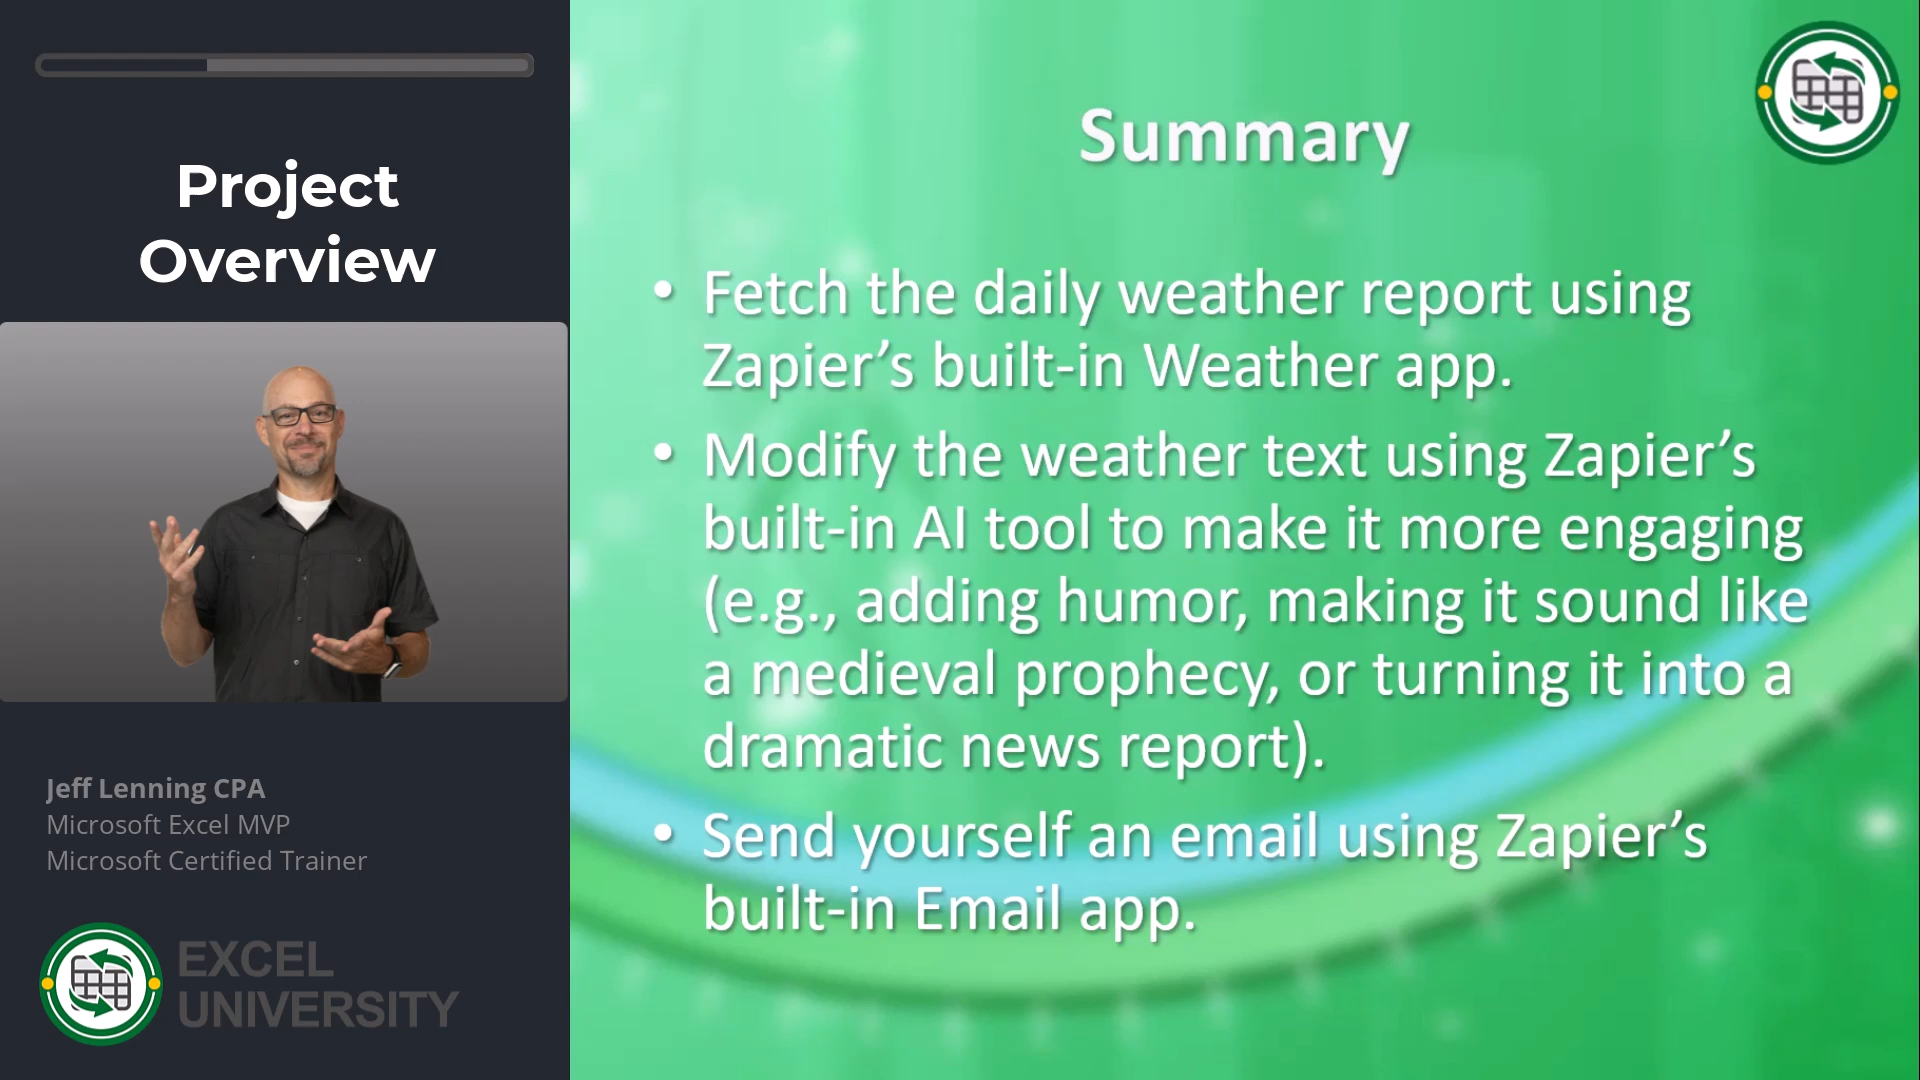 Project
Overview
Jeff Lenning CPA
Microsoft Excel MVP
Microsoft Certified Trainer
EXCEL
UNIVERSITY
Summary
• Fetch the daily weather report using
Zapier’s built-in Weather app.
• Modify the weather text using Zapier’s
built-in AI tool to make it more engaging
(e.g., adding humor, making it sound like
a medieval prophecy, or turning it into a
dramatic news report).
• Send yourself an email using Zapier’s
built-in Email app.